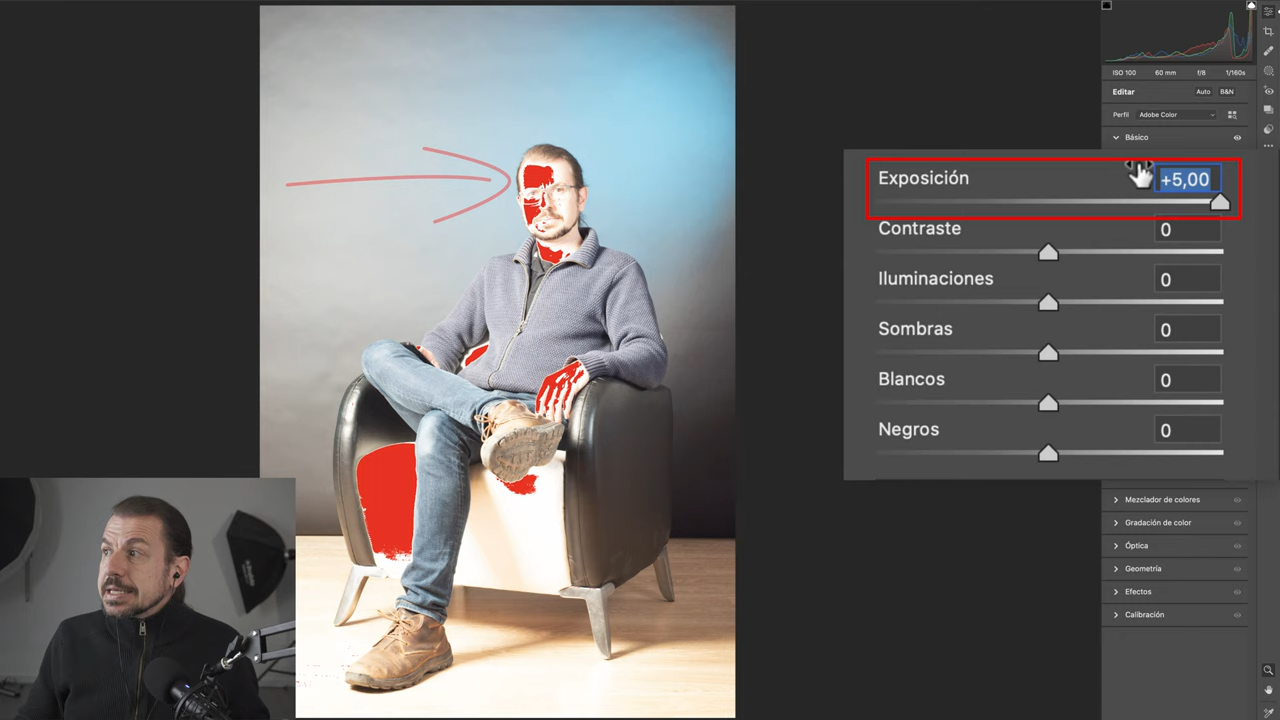 ISO 100 60 mm f/8 1/160s
Editar Auto B&N
Perfil Adobe Color
Básico
Exposición +5,00
Contraste 0
Iluminaciones 0
Sombras 0
Blancos 0
Negros 0
Mezclador de colores
Gradación de color
Óptica
Geometría
Efectos
Calibración